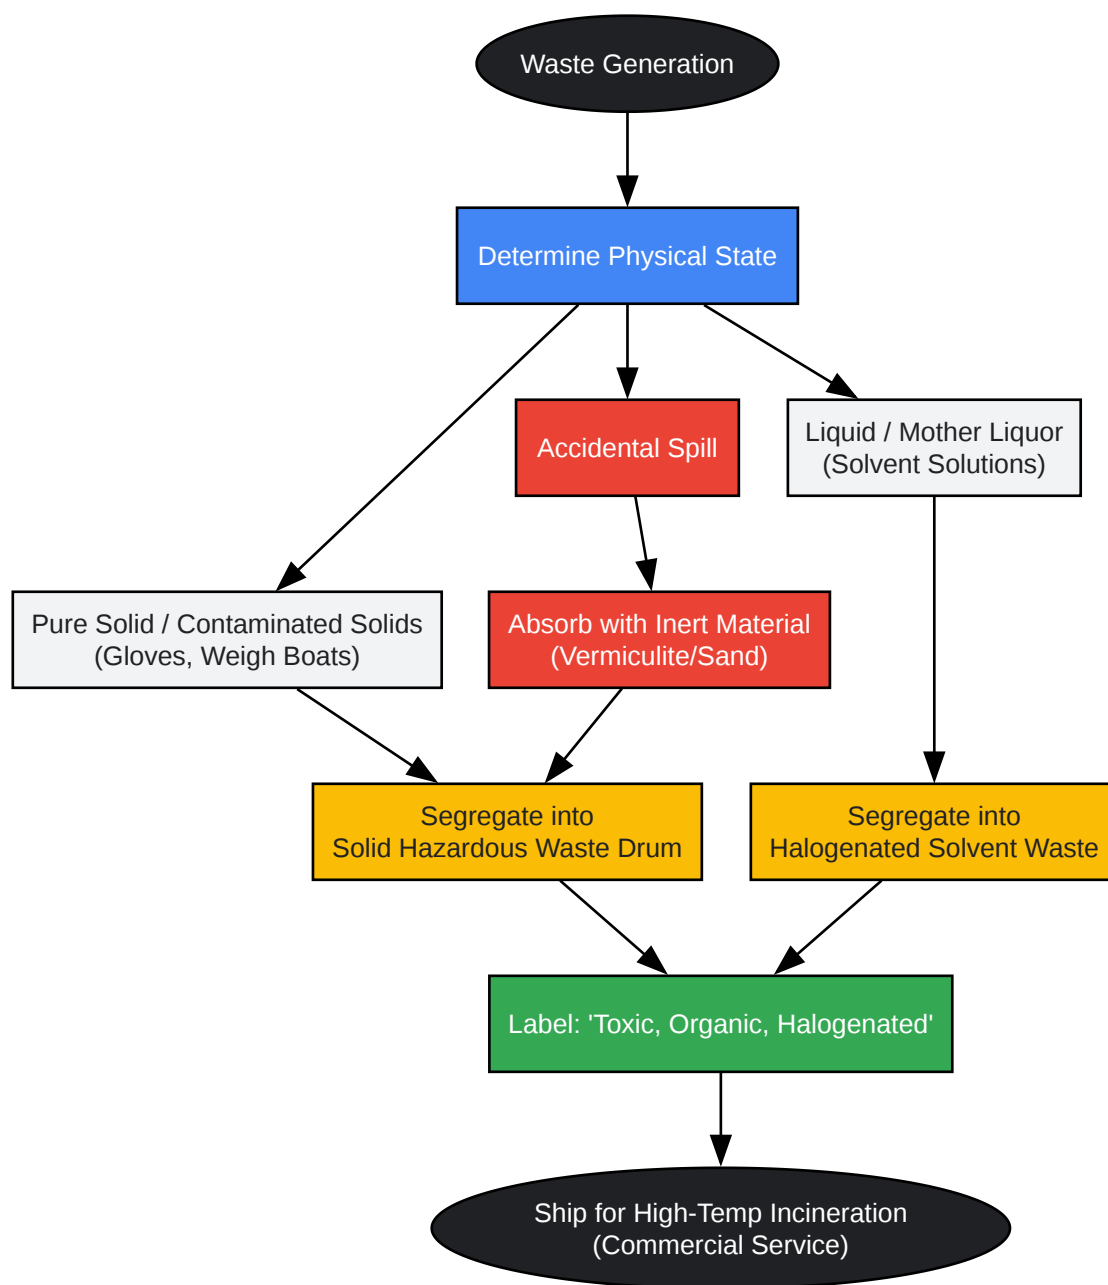 Waste Generation
Determine Physical State
Accidental Spill
Liquid / Mother Liquor
(Solvent Solutions)
Pure Solid / Contaminated Solids
(Gloves, Weigh Boats)
Absorb with Inert Material
(Vermiculite/Sand)
Segregate into
Solid Hazardous Waste Drum
Segregate into
Halogenated Solvent Waste
Label: 'Toxic, Organic, Halogenated'
Ship for High-Temp Incineration
(Commercial Service)